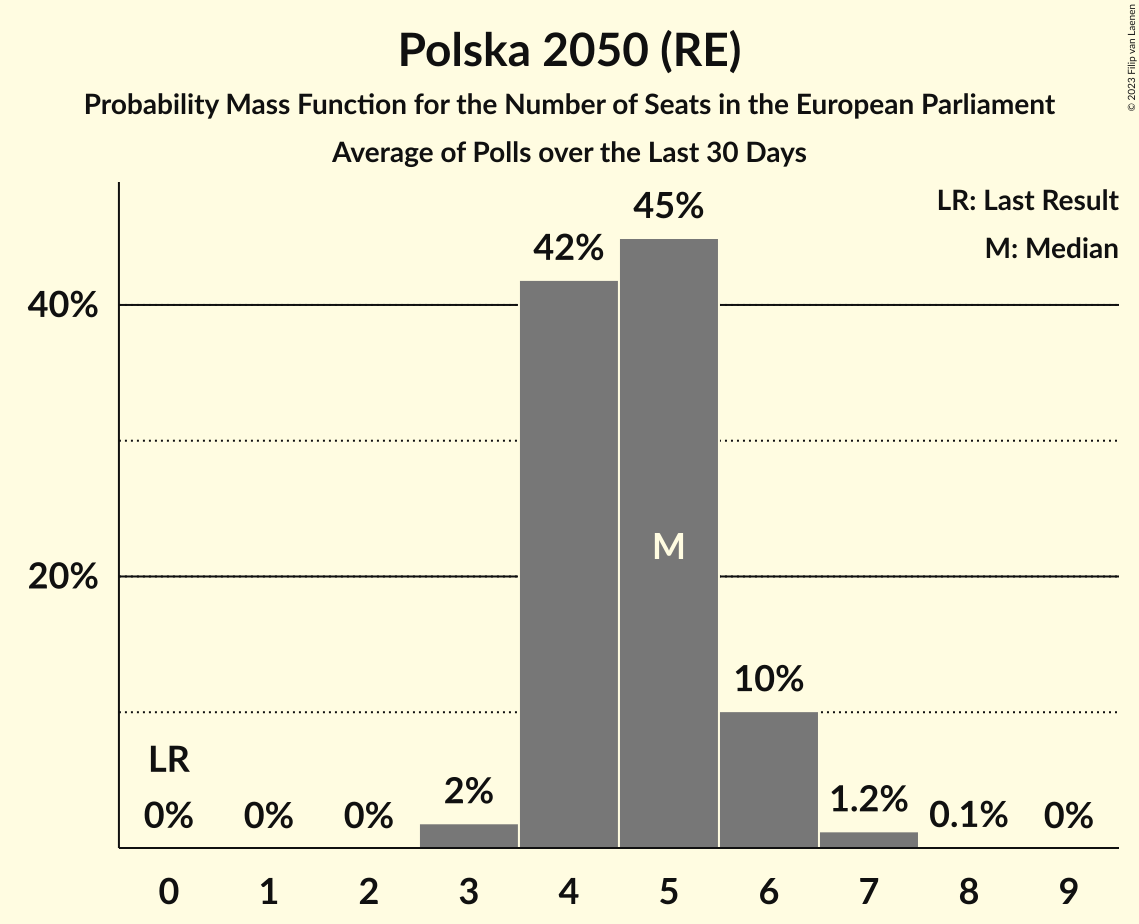 Polska 2050 (RE)
Probability Mass Function for the Number of Seats in the European Parliament
Average of Polls over the Last 30 Days
© 2023 Filip van Laenen
LR: Last Result
M: Median
45%
42%
40%
M
20%
10%
LR
0%
0%
0%
2%
1.2%
0.1%
0%
0 1 2 3 4 5 6 7 8 9